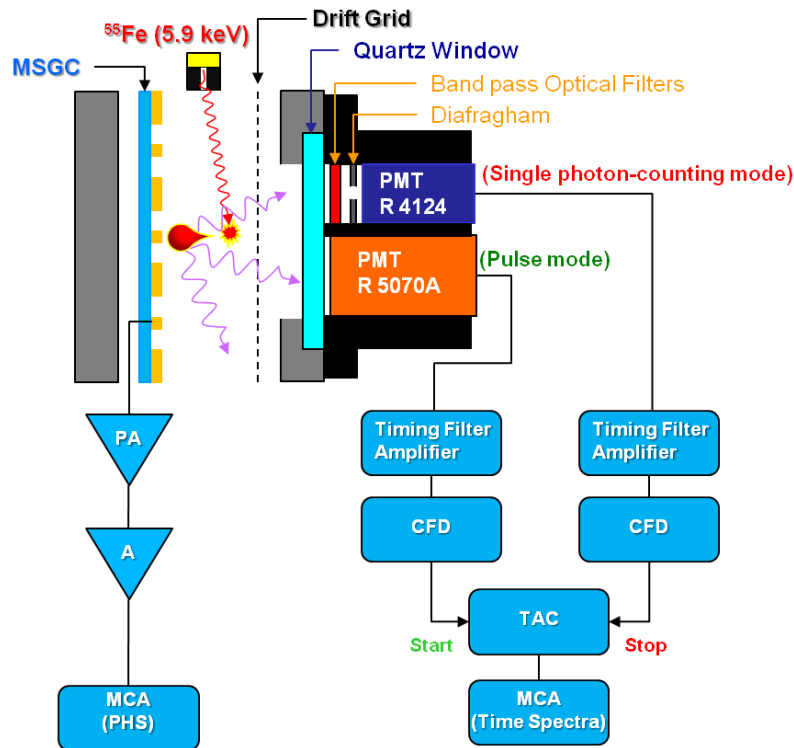 Drift Grid
⁵⁵Fe (5.9 keV)
Quartz Window
MSGC
Band pass Optical Filters
Diafragham
PMT
R 4124
(Single photon-counting mode)
PMT
R 5070A
(Pulse mode)
PA
Timing Filter
Amplifier
Timing Filter
Amplifier
A
CFD
CFD
TAC
Start
Stop
MCA
(PHS)
MCA
(Time Spectra)